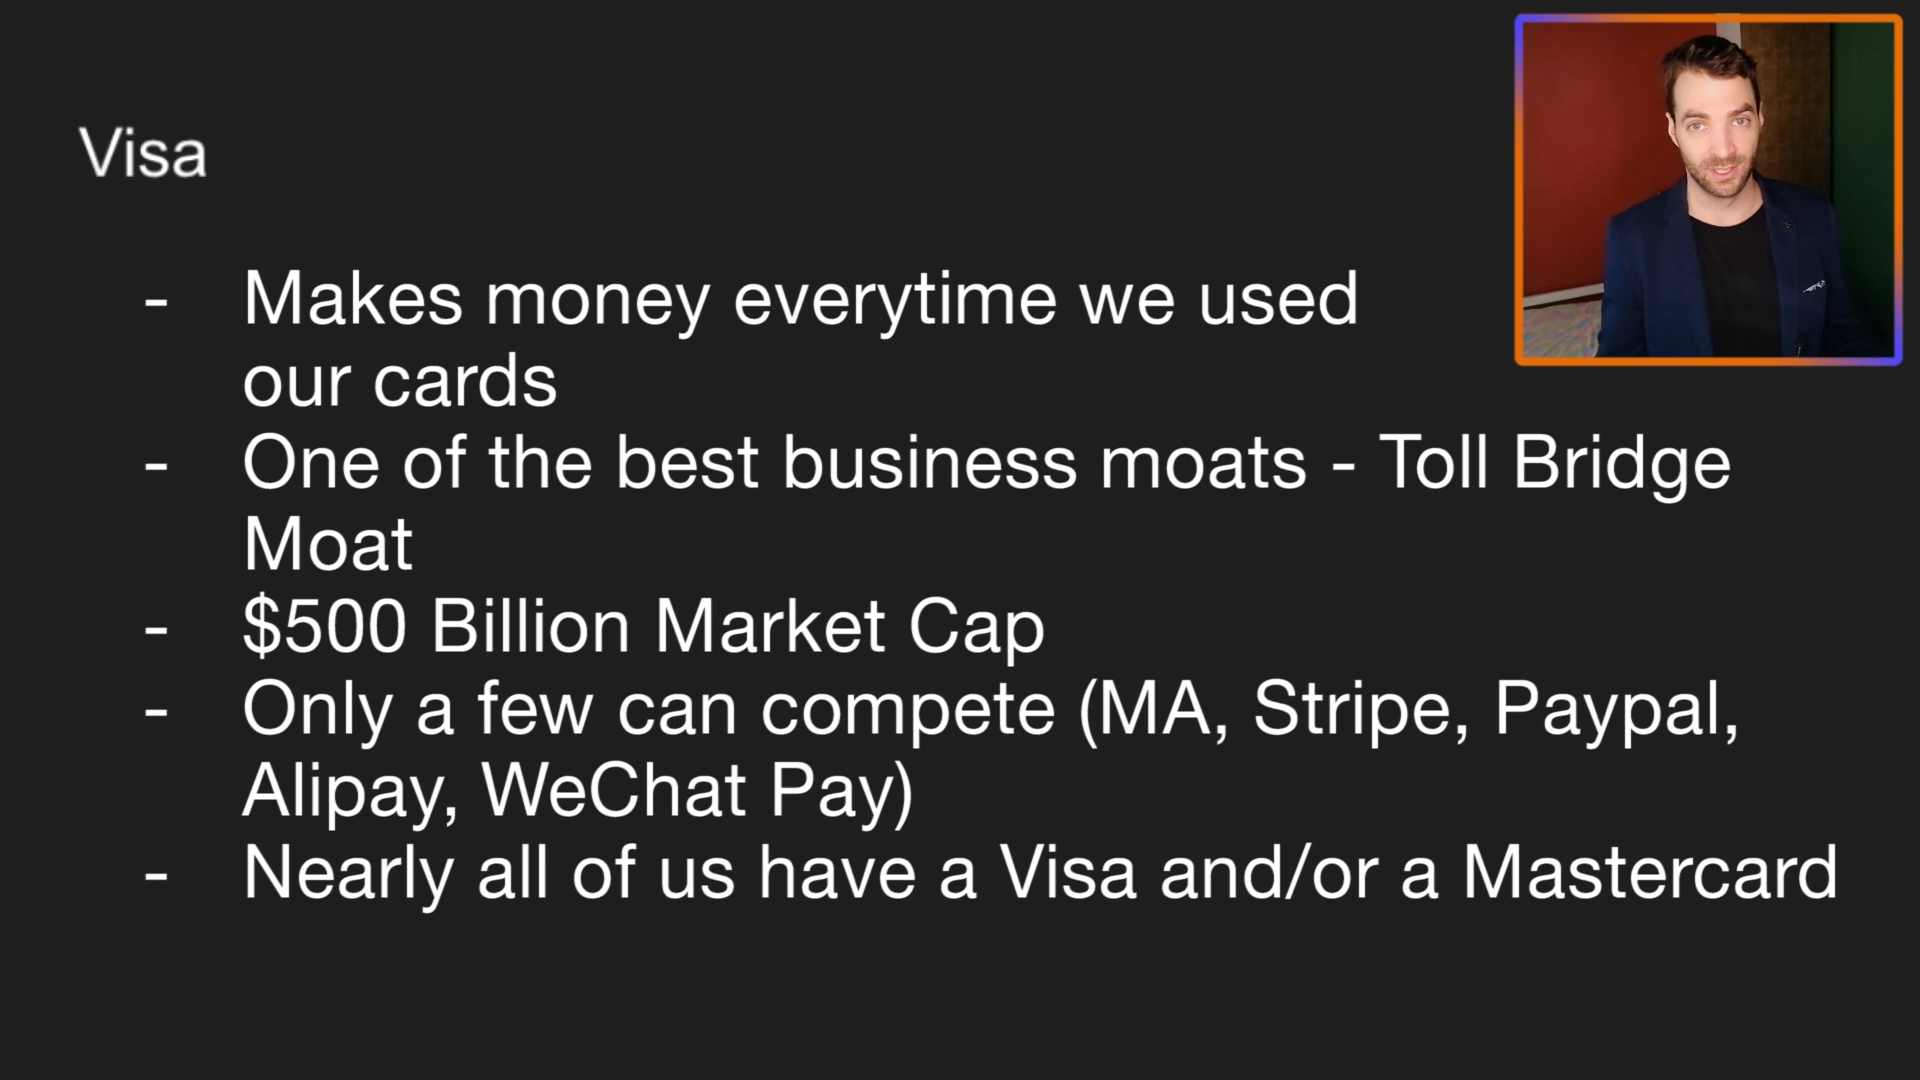 Visa
- Makes money everytime we used
our cards
- One of the best business moats - Toll Bridge
Moat
- $500 Billion Market Cap
- Only a few can compete (MA, Stripe, Paypal,
Alipay, WeChat Pay)
- Nearly all of us have a Visa and/or a Mastercard